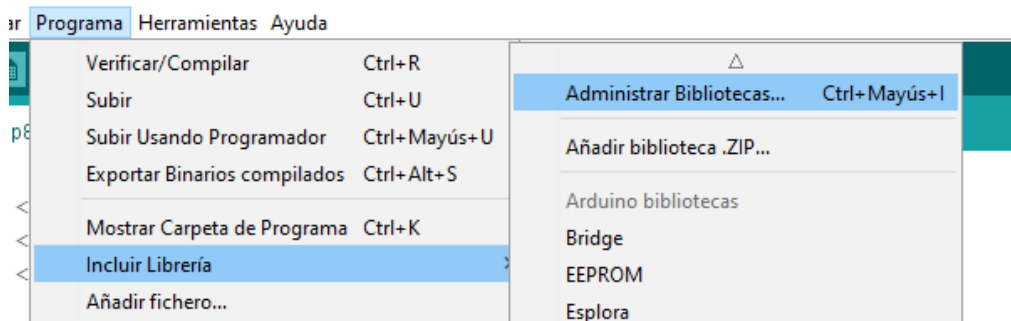 ar Programa Herramientas Ayuda
Verificar/Compilar Ctrl+R
Subir Ctrl+U
Subir Usando Programador Ctrl+Mayús+U
Exportar Binarios compilados Ctrl+Alt+S
Mostrar Carpeta de Programa Ctrl+K
Incluir Librería
Añadir fichero...
Administrar Bibliotecas... Ctrl+Mayús+I
Añadir biblioteca .ZIP...
Arduino bibliotecas
Bridge
EEPROM
Esplora
p8
<
<
<